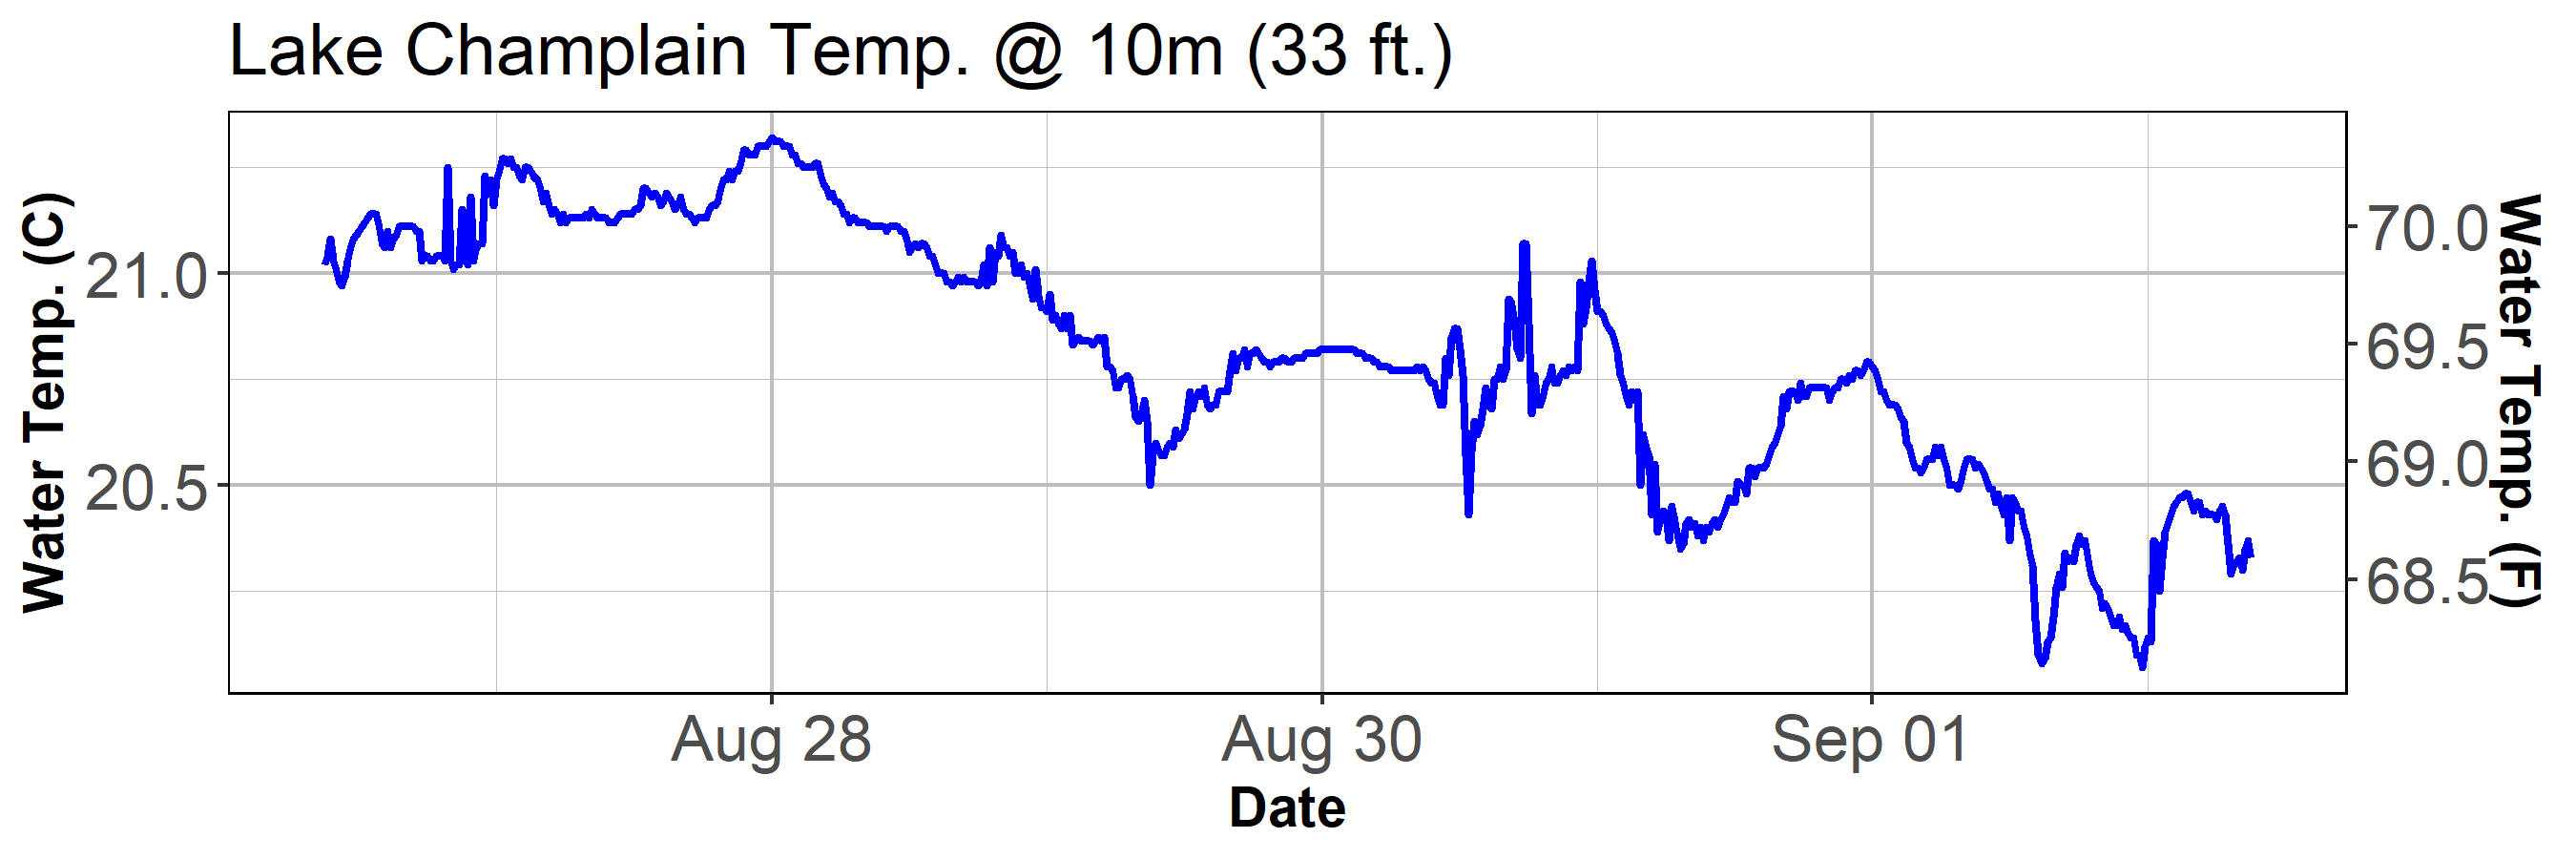 Lake Champlain Temp. @ 10m (33 ft.)
Water Temp. (C)
21.0
20.5
70.0
69.5
69.0
68.5
Water Temp. (F)
Aug 28
Aug 30
Sep 01
Date